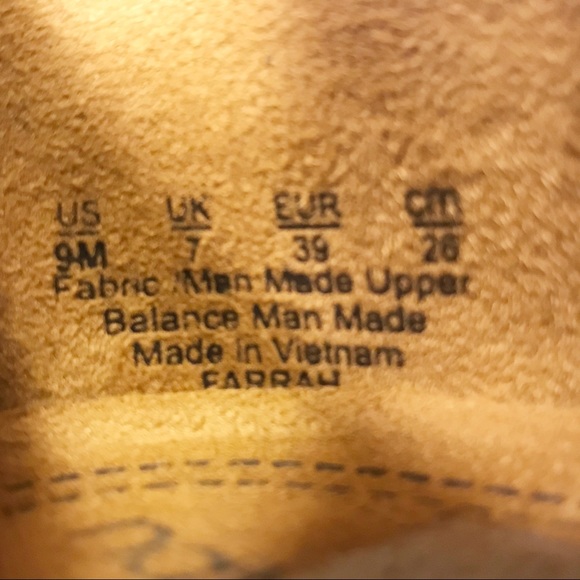 US UK EUR cm
9M 7 39 26
Fabric /Man Made Upper
Balance Man Made
Made in Vietnam
FARRAH